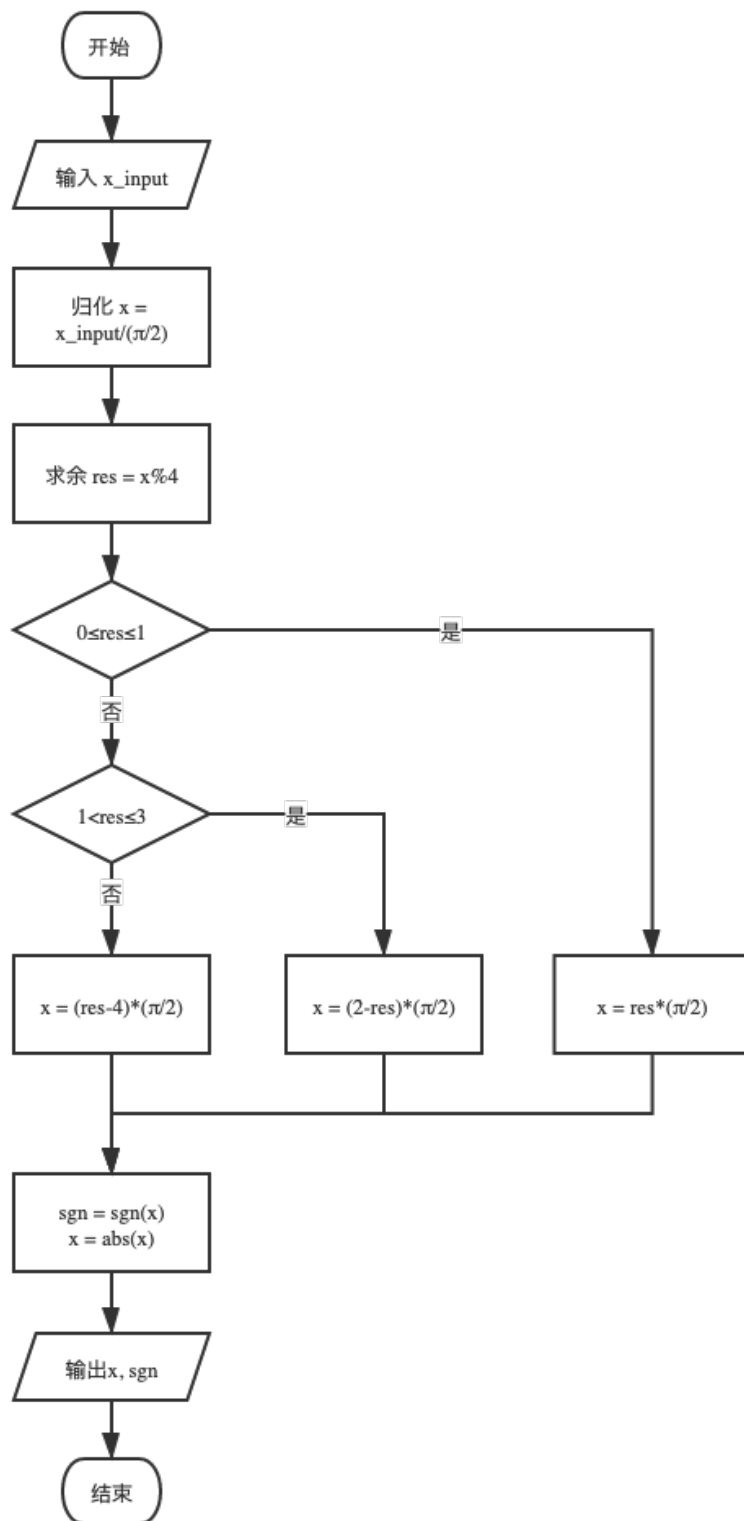 开始
输入 x_input
归化 x =
x_input/(π/2)
求余 res = x%4
0≤res≤1
是
否
1<res≤3
是
否
x = (res-4)*(π/2)
x = (2-res)*(π/2)
x = res*(π/2)
sgn = sgn(x)
x = abs(x)
输出x, sgn
结束